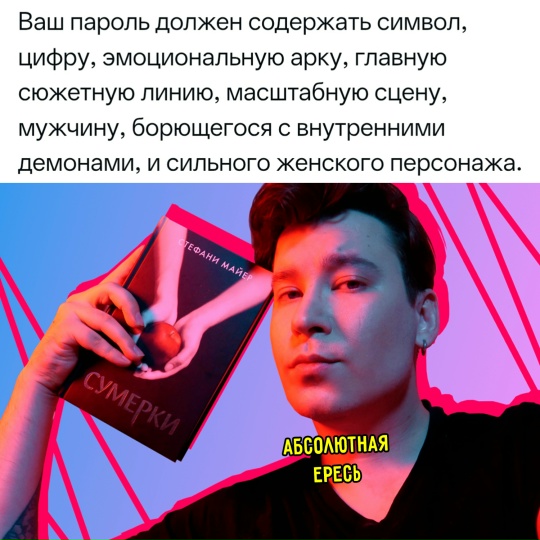 Ваш пароль должен содержать символ,
цифру, эмоциональную арку, главную
сюжетную линию, масштабную сцену,
мужчину, борющегося с внутренними
демонами, и сильного женского персонажа.
СТЕФАНИ МАЙЕР
СУМЕРКИ
АБСОЛЮТНАЯ
ЕРЕСЬ